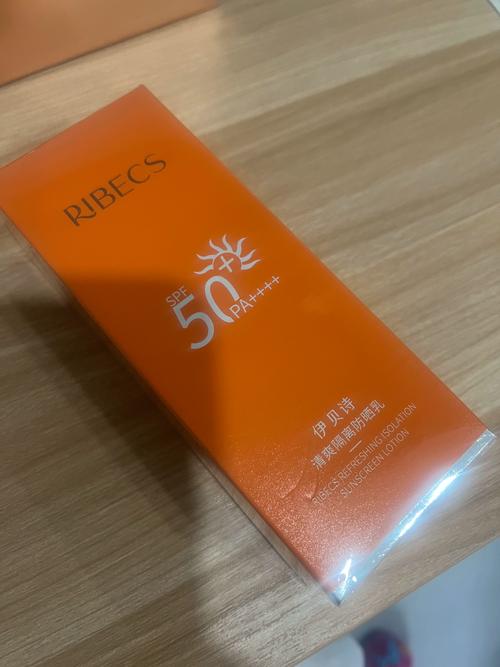 RIBECS
SPF
50+
PA++++
伊贝诗
清爽隔离防晒乳
RIBECS REFRESHING ISOLATION
SUNSCREEN LOTION